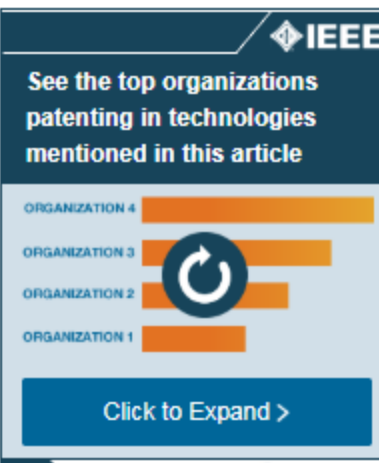 IEEE
See the top organizations
patenting in technologies
mentioned in this article
ORGANIZATION 4
ORGANIZATION 3
ORGANIZATION 2
ORGANIZATION 1
Click to Expand >